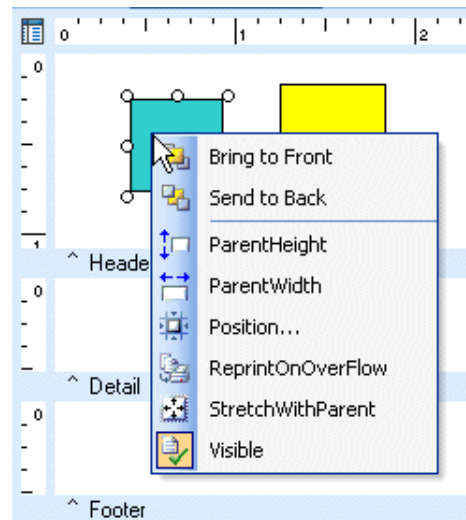 0 1 2
0
Bring to Front
Send to Back
ParentHeight
1
^ Heade
ParentWidth
0
Position...
ReprintOnOverFlow
^ Detail
StretchWithParent
0
Visible
^ Footer